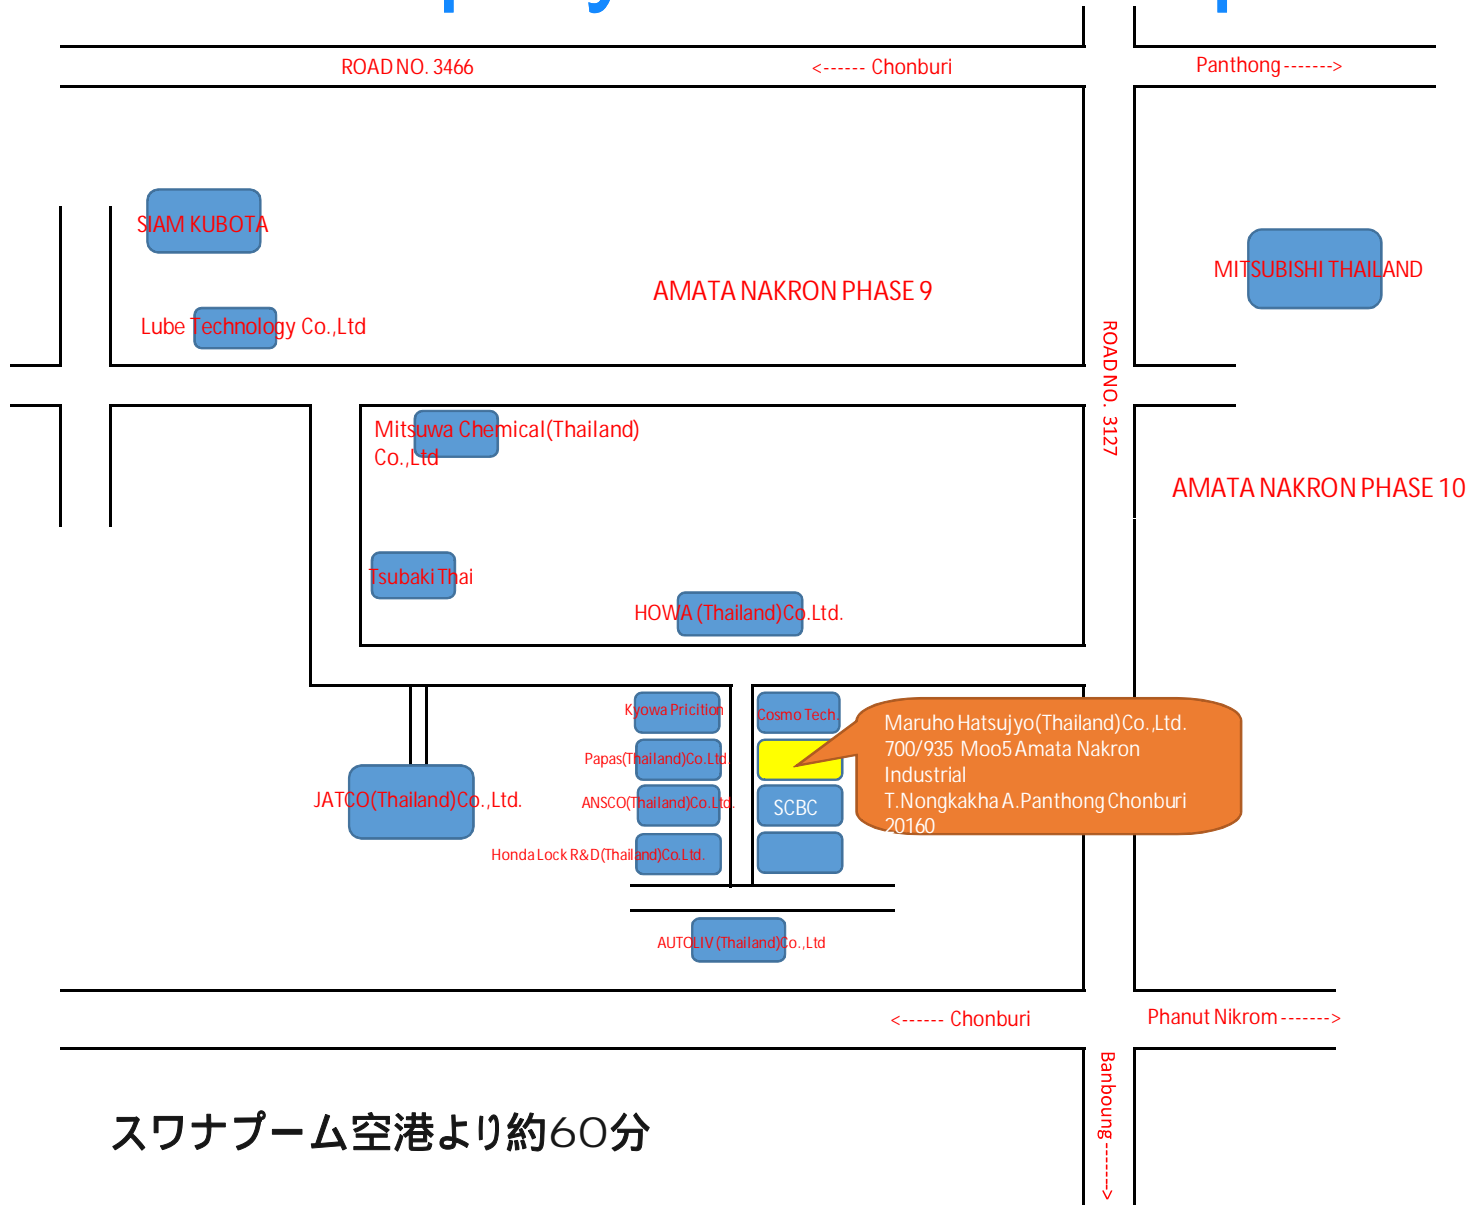 ROAD NO. 3466
<------ Chonburi
Panthong ------->
SIAM KUBOTA
MITSUBISHI THAILAND
AMATA NAKRON PHASE 9
Lube Technology Co.,Ltd
ROAD NO. 3127
Mitsuwa Chemical(Thailand)
Co.,Ltd
AMATA NAKRON PHASE 10
Tsubaki Thai
HOWA (Thailand)Co.Ltd.
Kyowa Pricition
Cosmo Tech.
Maruho Hatsujyo(Thailand)Co.,Ltd.
700/935 Moo5 Amata Nakron
Industrial
T.Nongkakha A.Panthong Chonburi
20160
Papas(Thailand)Co.Ltd.
JATCO(Thailand)Co.,Ltd.
ANSCO(Thailand)Co.Ltd.
SCBC
Honda Lock R&D(Thailand)Co.Ltd.
AUTOLIV (Thailand)Co.,Ltd
<------ Chonburi
Phanut Nikrom ------->
Banboung ------->
スワナプーム空港より約60分